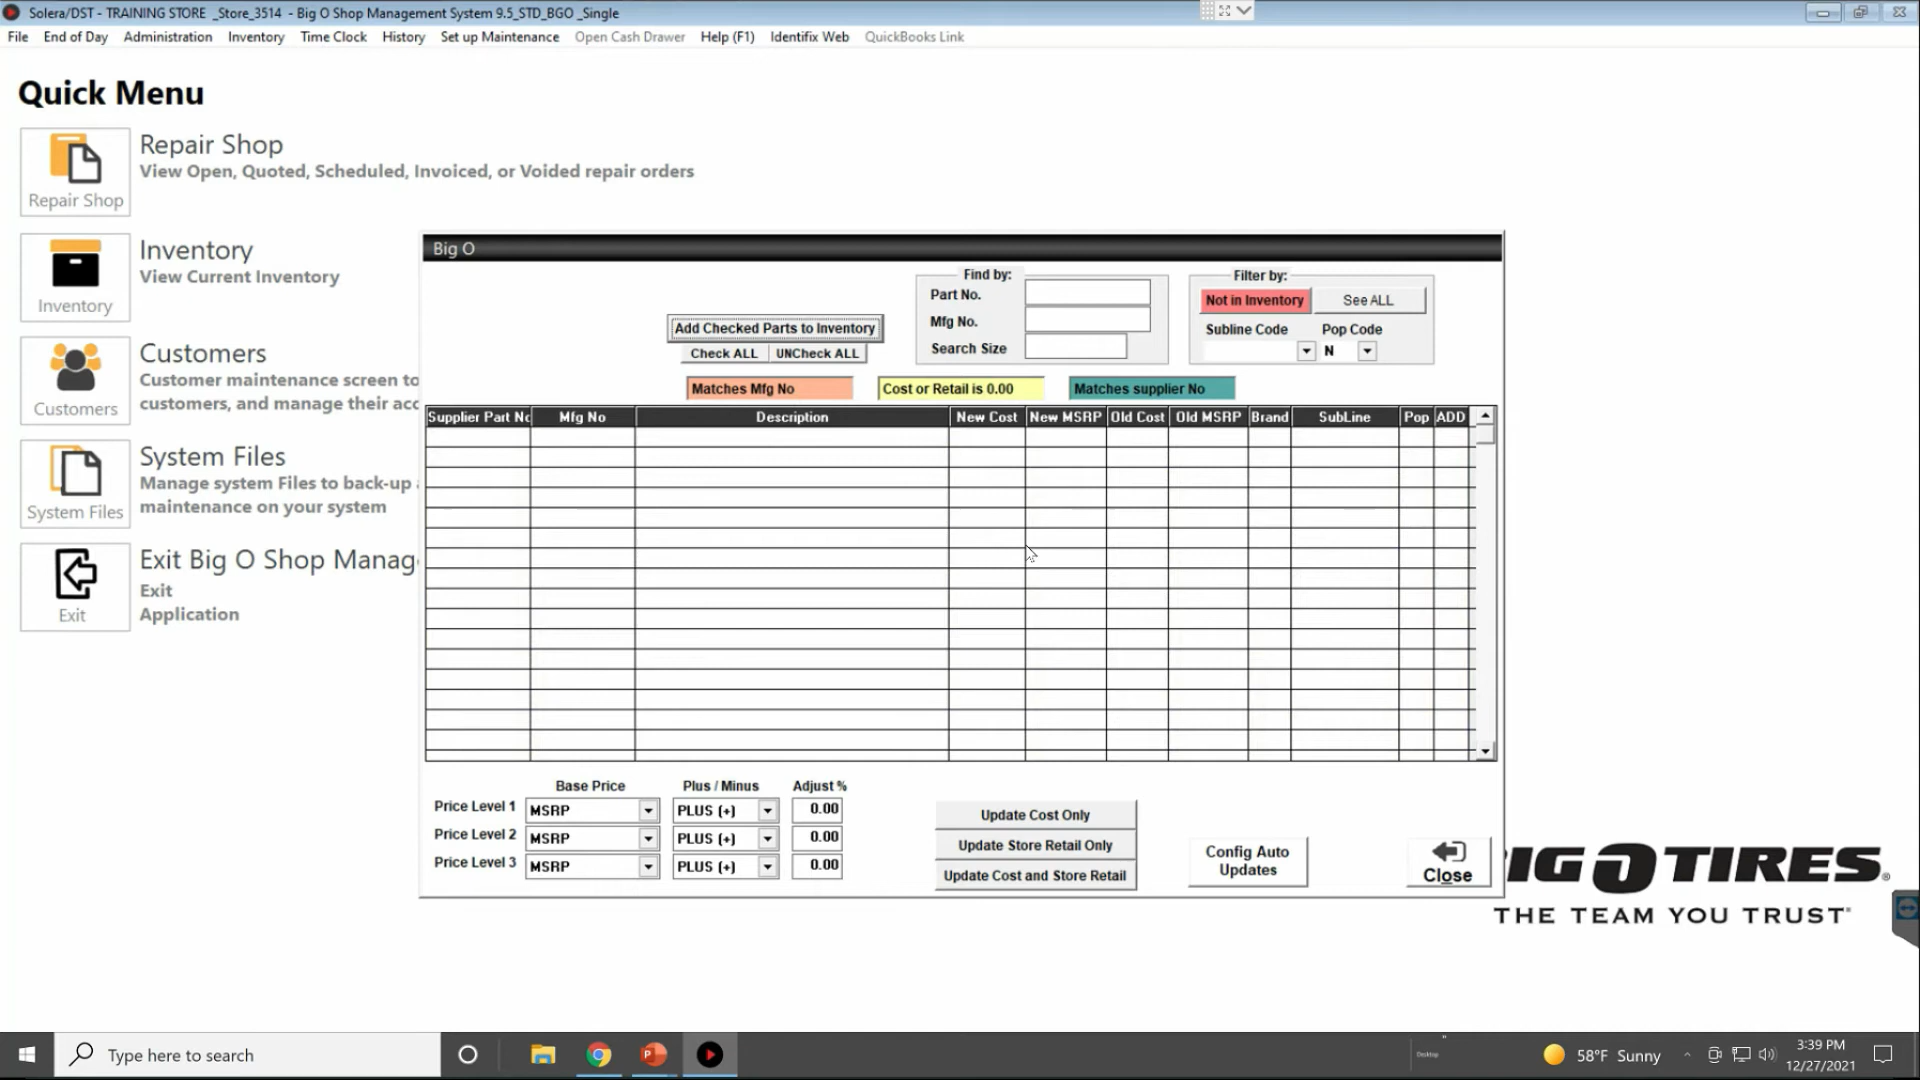 Solera/DST - TRAINING STORE _Store_3514 - Big O Shop Management System 9.5_STD_BGO _Single
File End of Day Administration Inventory Time Clock History Set up Maintenance Open Cash Drawer Help (F1) Identifix Web QuickBooks Link
Quick Menu
Repair Shop
View Open, Quoted, Scheduled, Invoiced, or Voided repair orders
Repair Shop
Inventory
View Current Inventory
Inventory
Customers
Customer maintenance screen to
customers, and manage their acc
Customers
System Files
Manage system Files to back-up
maintenance on your system
System Files
Exit Big O Shop Manag
Exit
Application
Exit
Big O
Find by:
Part No.
Mfg No.
Search Size
Filter by:
Not in Inventory See ALL
Subline Code Pop Code
N
Add Checked Parts to Inventory
Check ALL UNCheck ALL
Matches Mfg No Cost or Retail is 0.00 Matches supplier No
Supplier Part No Mfg No Description New Cost New MSRP Old Cost Old MSRP Brand SubLine Pop ADD
Base Price Plus / Minus Adjust %
Price Level 1 MSRP PLUS (+) 0.00
Price Level 2 MSRP PLUS (+) 0.00
Price Level 3 MSRP PLUS (+) 0.00
Update Cost Only
Update Store Retail Only
Update Cost and Store Retail
Config Auto
Updates
Close
IG O TIRES®
THE TEAM YOU TRUST
Type here to search
Desktop
58°F Sunny
3:39 PM
12/27/2021